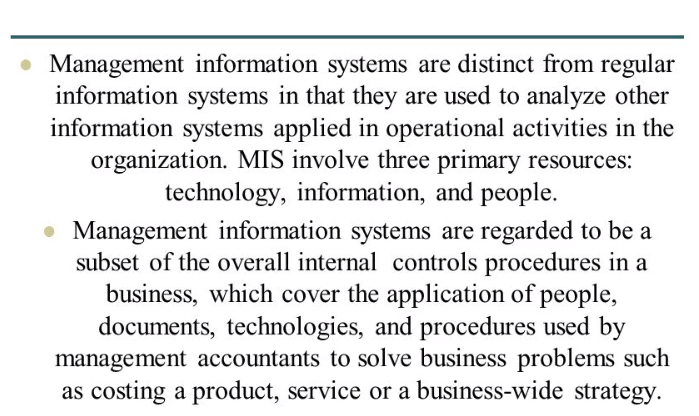 Management information systems are distinct from regular
information systems in that they are used to analyze other
information systems applied in operational activities in the
organization. MIS involve three primary resources:
technology, information, and people.
Management information systems are regarded to be a
subset of the overall internal controls procedures in a
business, which cover the application of people,
documents, technologies, and procedures used by
management accountants to solve business problems such
as costing a product, service or a business-wide strategy.